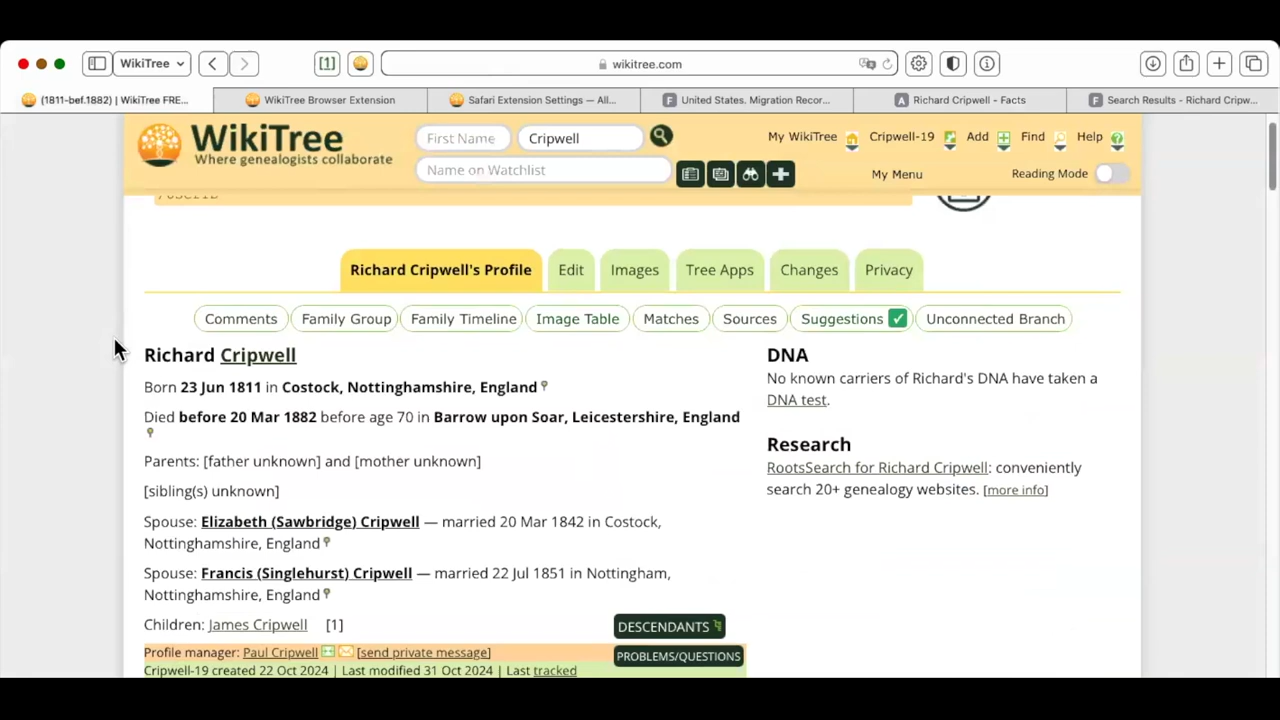 WikiTree
[1]
wikitree.com
(1811-bef.1882) | WikiTree FRE...
WikiTree Browser Extension
Safari Extension Settings — All...
United States. Migration Recor...
Richard Cripwell - Facts
Search Results - Richard Cripw...
WikiTree
Where genealogists collaborate
First Name
Cripwell
Name on Watchlist
My WikiTree
Cripwell-19
Add
Find
Help
My Menu
Reading Mode
Richard Cripwell's Profile
Edit
Images
Tree Apps
Changes
Privacy
Comments
Family Group
Family Timeline
Image Table
Matches
Sources
Suggestions
Unconnected Branch
Richard Cripwell
Born 23 Jun 1811 in Costock, Nottinghamshire, England
Died before 20 Mar 1882 before age 70 in Barrow upon Soar, Leicestershire, England
Parents: [father unknown] and [mother unknown]
[sibling(s) unknown]
Spouse: Elizabeth (Sawbridge) Cripwell — married 20 Mar 1842 in Costock,
Nottinghamshire, England
Spouse: Francis (Singlehurst) Cripwell — married 22 Jul 1851 in Nottingham,
Nottinghamshire, England
Children: James Cripwell [1]
DESCENDANTS
Profile manager: Paul Cripwell [send private message]
PROBLEMS/QUESTIONS
Cripwell-19 created 22 Oct 2024 | Last modified 31 Oct 2024 | Last tracked
DNA
No known carriers of Richard's DNA have taken a
DNA test.
Research
RootsSearch for Richard Cripwell: conveniently
search 20+ genealogy websites. [more info]